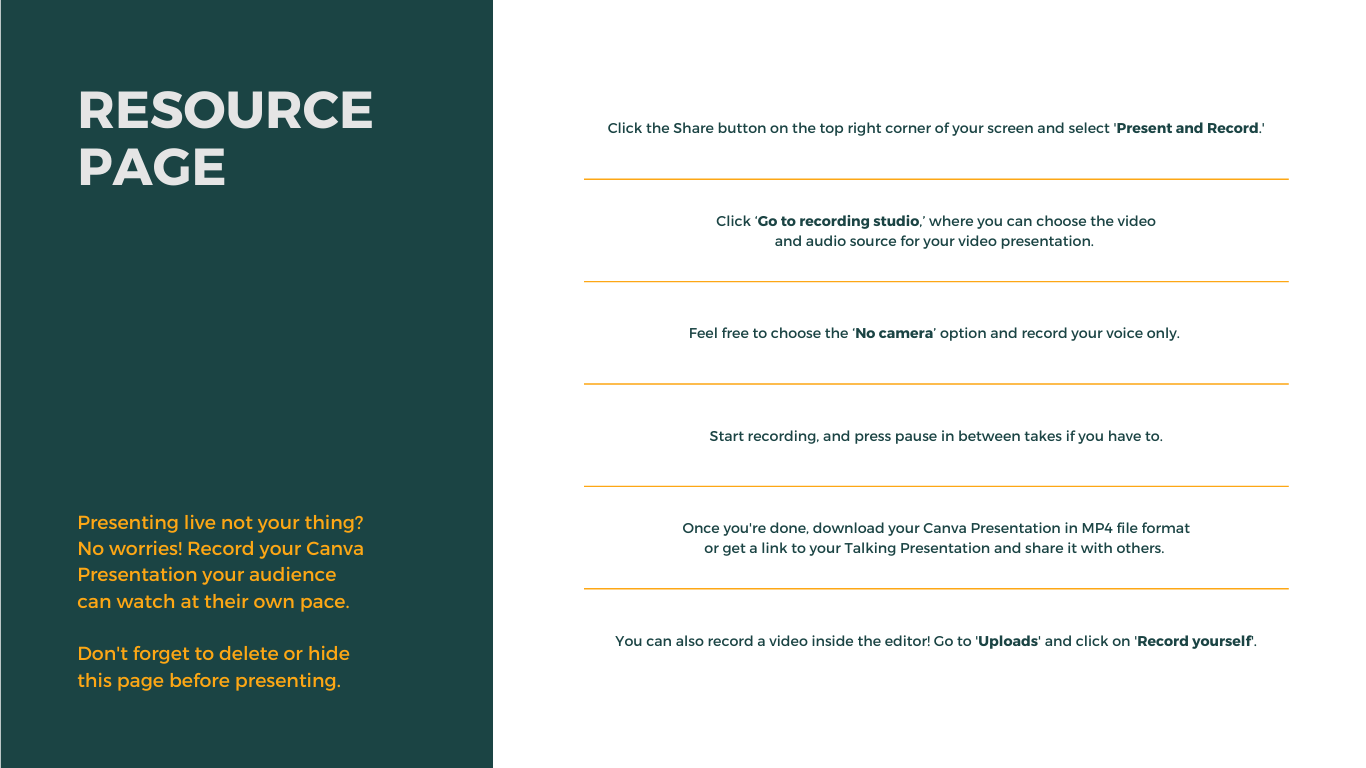 RESOURCE
PAGE
Presenting live not your thing?
No worries! Record your Canva
Presentation your audience
can watch at their own pace.
Don't forget to delete or hide
this page before presenting.
Click the Share button on the top right corner of your screen and select 'Present and Record.'
Click ‘Go to recording studio,’ where you can choose the video
and audio source for your video presentation.
Feel free to choose the ‘No camera’ option and record your voice only.
Start recording, and press pause in between takes if you have to.
Once you're done, download your Canva Presentation in MP4 file format
or get a link to your Talking Presentation and share it with others.
You can also record a video inside the editor! Go to 'Uploads' and click on 'Record yourself'.